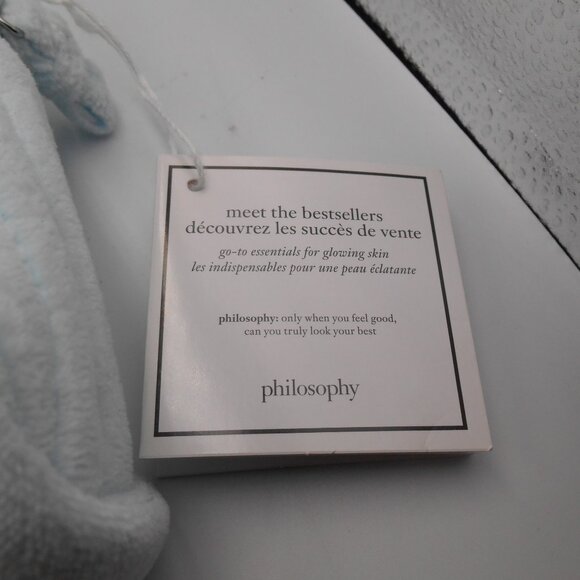 meet the bestsellers
découvrez les succès de vente
go-to essentials for glowing skin
les indispensables pour une peau éclatante
philosophy: only when you feel good,
can you truly look your best
philosophy